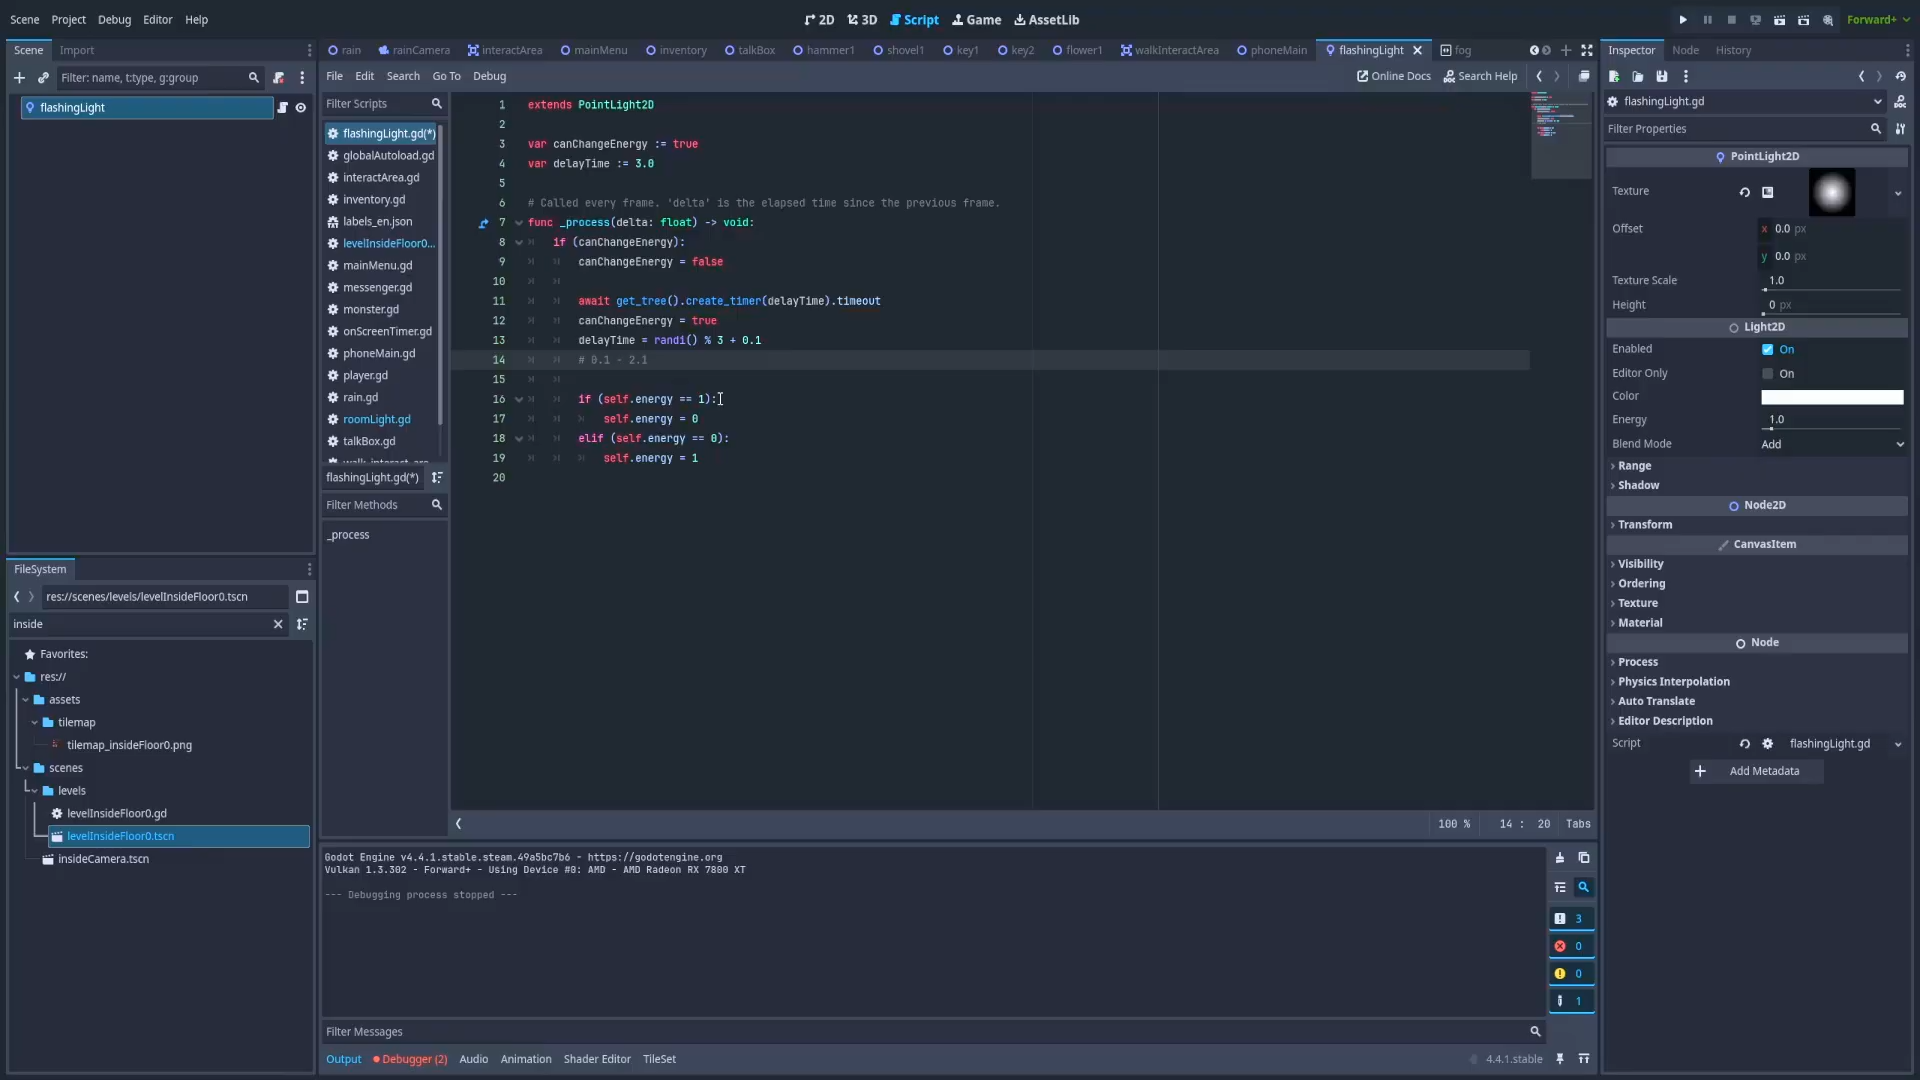 Scene Project Debug Editor Help
2D 3D Script Game AssetLib
Forward+
Scene Import
Filter: name, t:type, g:group
flashingLight
rain rainCamera interactArea mainMenu inventory talkBox hammer1 shovel1 key1 key2 flower1 walkInteractArea phoneMain flashingLight fog
File Edit Search Go To Debug
Online Docs Search Help
Filter Scripts
flashingLight.gd(*)
globalAutoload.gd
interactArea.gd
inventory.gd
labels_en.json
levelInsideFloor0...
mainMenu.gd
messenger.gd
monster.gd
onScreenTimer.gd
phoneMain.gd
player.gd
rain.gd
roomLight.gd
talkBox.gd
flashingLight.gd(*)
Filter Methods
_process
1 extends PointLight2D
2
3 var canChangeEnergy := true
4 var delayTime := 3.0
5
6 # Called every frame. 'delta' is the elapsed time since the previous frame.
7 func _process(delta: float) -> void:
8 if (canChangeEnergy):
9 canChangeEnergy = false
10
11 await get_tree().create_timer(delayTime).timeout
12 canChangeEnergy = true
13 delayTime = randi() % 3 + 0.1
14 # 0.1 - 2.1
15
16 if (self.energy == 1):
17 self.energy = 0
18 elif (self.energy == 0):
19 self.energy = 1
20
100 % 14 : 20 Tabs
FileSystem
res://scenes/levels/levelInsideFloor0.tscn
inside
Favorites:
res://
assets
tilemap
tilemap_insideFloor0.png
scenes
levels
levelInsideFloor0.gd
levelInsideFloor0.tscn
insideCamera.tscn
Godot Engine v4.4.1.stable.steam.49a5bc7b6 - https://godotengine.org
Vulkan 1.3.302 - Forward+ - Using Device #0: AMD - AMD Radeon RX 7800 XT
--- Debugging process stopped ---
3
0
0
1
Filter Messages
Output Debugger (2) Audio Animation Shader Editor TileSet
4.4.1.stable
Inspector Node History
flashingLight.gd
Filter Properties
PointLight2D
Texture
Offset x 0.0 px
y 0.0 px
Texture Scale 1.0
Height 0 px
Light2D
Enabled On
Editor Only On
Color
Energy 1.0
Blend Mode Add
Range
Shadow
Node2D
Transform
CanvasItem
Visibility
Ordering
Texture
Material
Node
Process
Physics Interpolation
Auto Translate
Editor Description
Script flashingLight.gd
Add Metadata